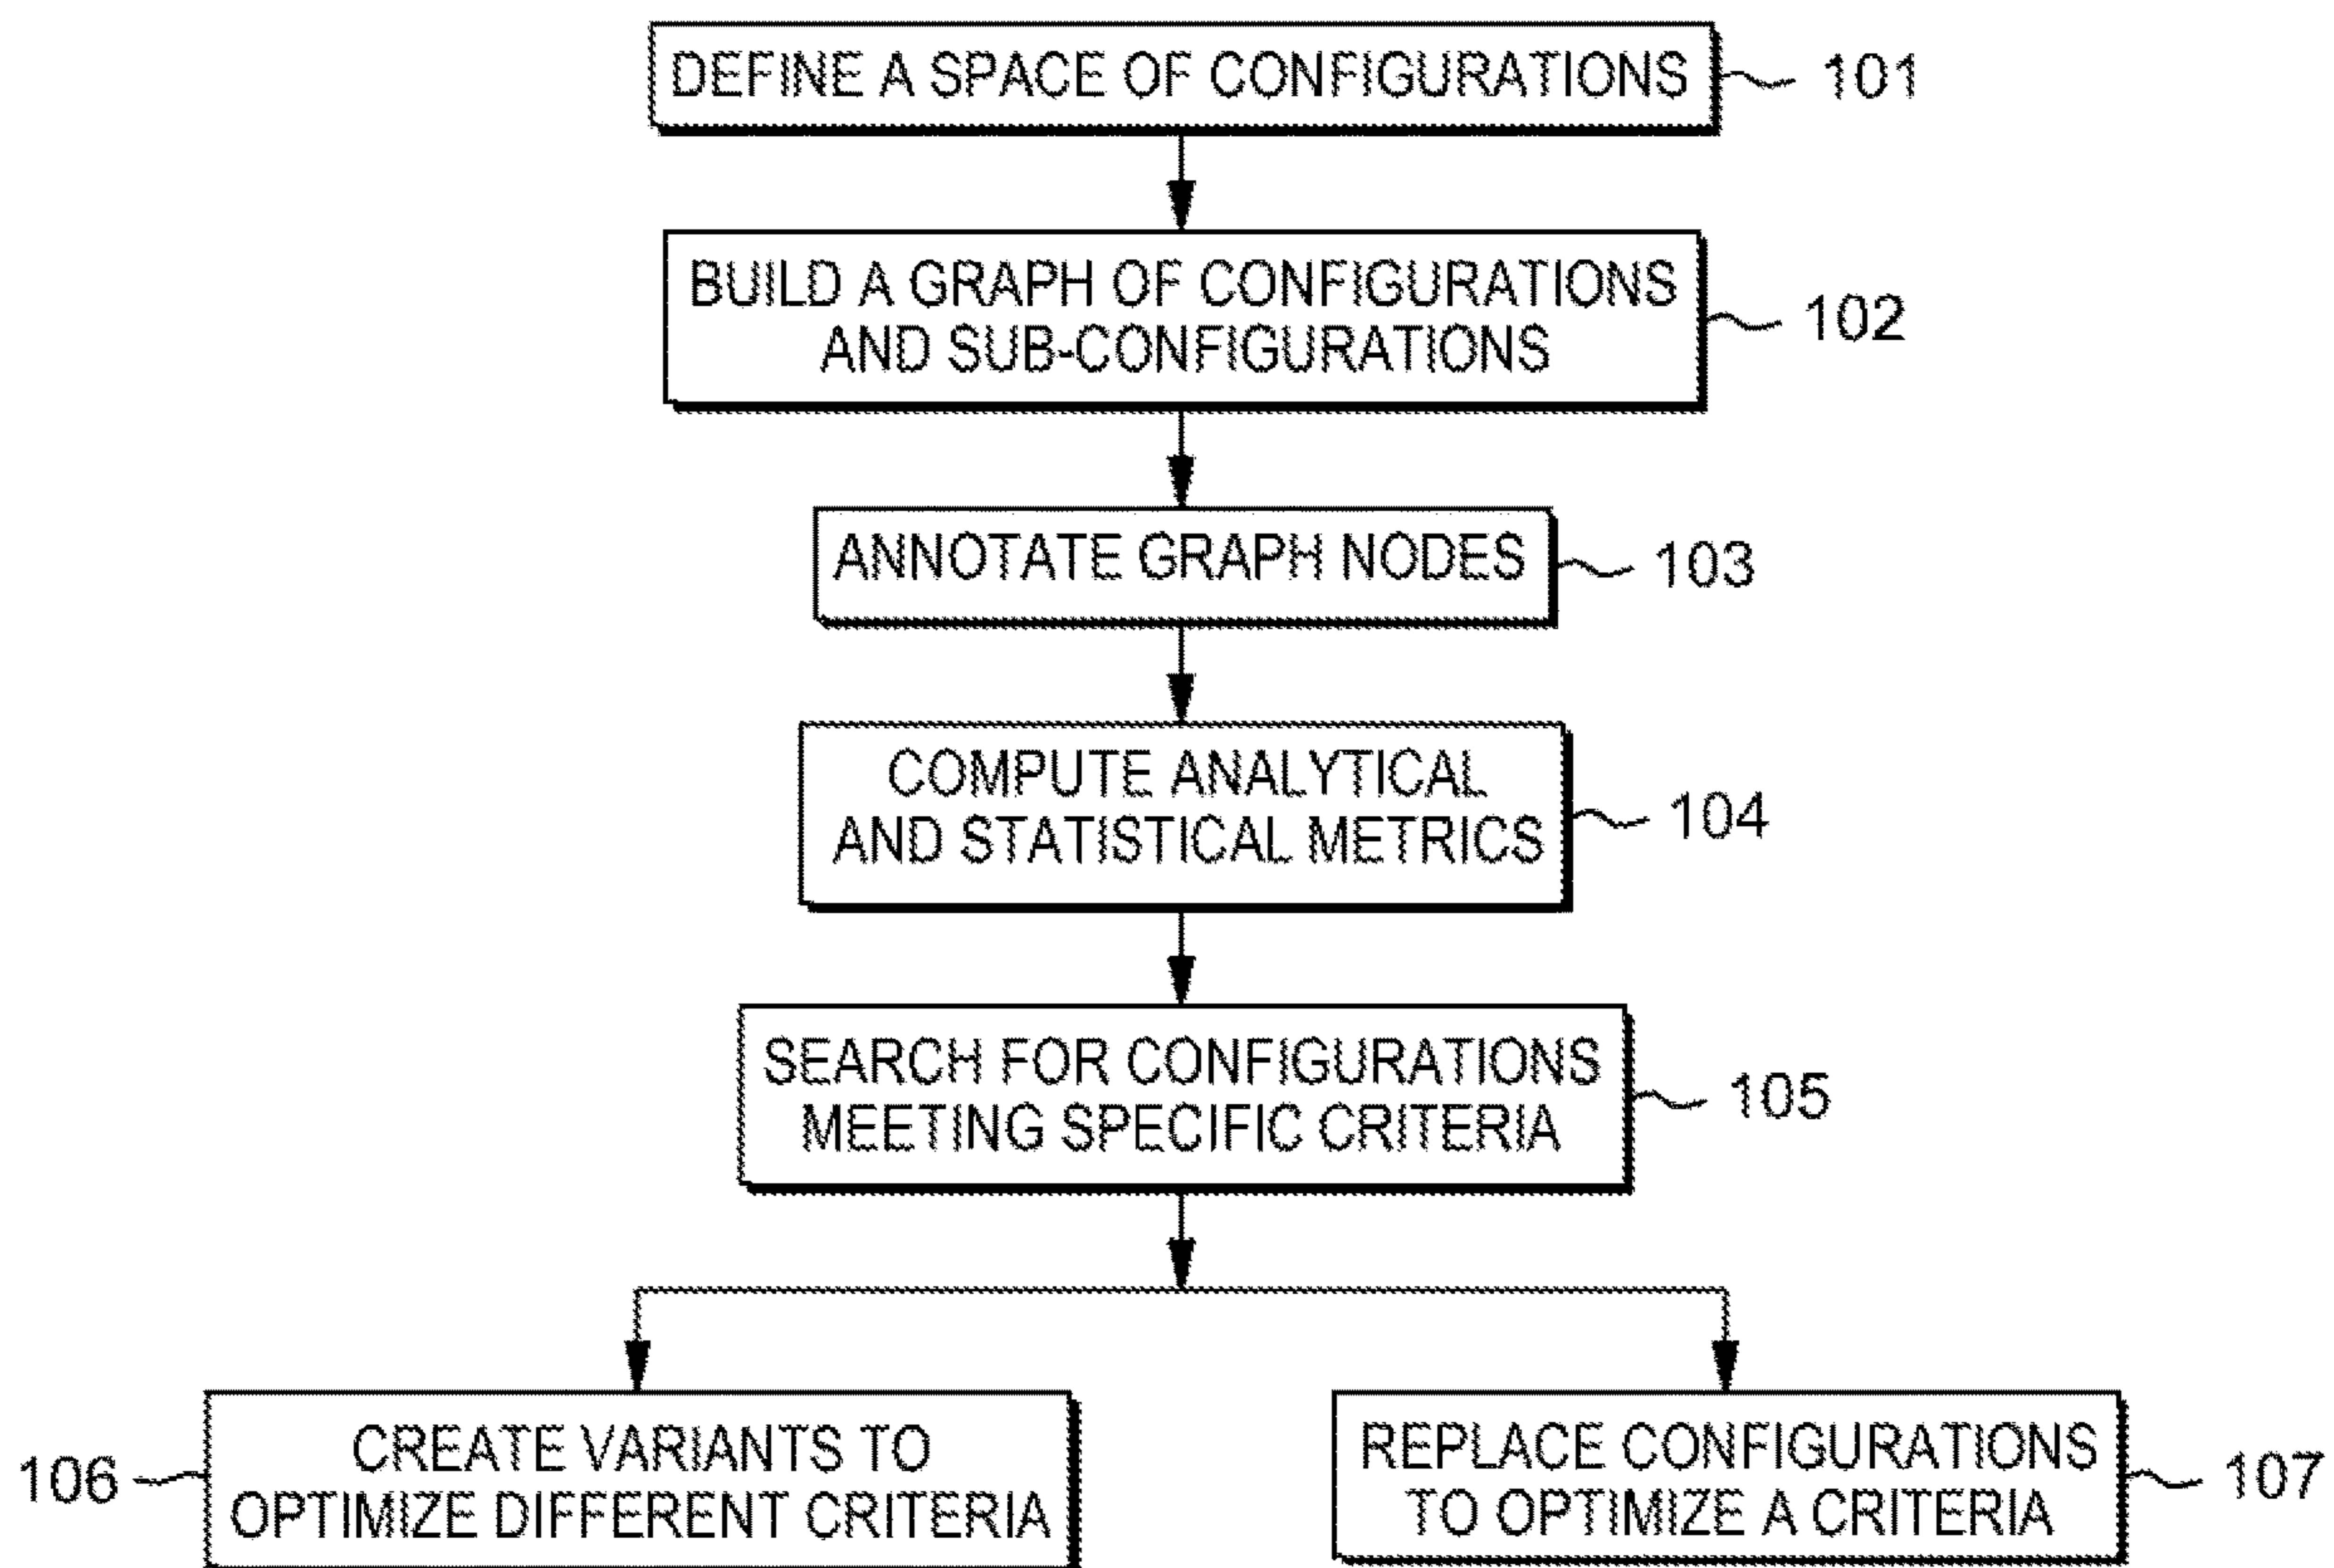 DEFINE A SPACE OF CONFIGURATIONS
101
BUILD A GRAPH OF CONFIGURATIONS
AND SUB-CONFIGURATIONS
102
ANNOTATE GRAPH NODES
103
COMPUTE ANALYTICAL
AND STATISTICAL METRICS
104
SEARCH FOR CONFIGURATIONS
MEETING SPECIFIC CRITERIA
105
106
CREATE VARIANTS TO
OPTIMIZE DIFFERENT CRITERIA
REPLACE CONFIGURATIONS
TO OPTIMIZE A CRITERIA
107